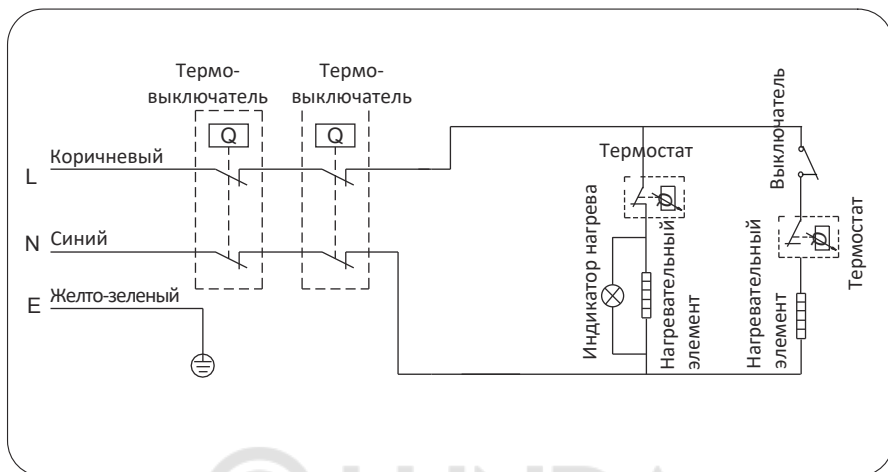 Термо-
выключатель
Термо-
выключатель
Q
Q
L
Коричневый
N
Синий
E
Желто-зеленый
Термостат
Индикатор нагрева
Нагревательный
элемент
Выключатель
Термостат
Нагревательный
элемент